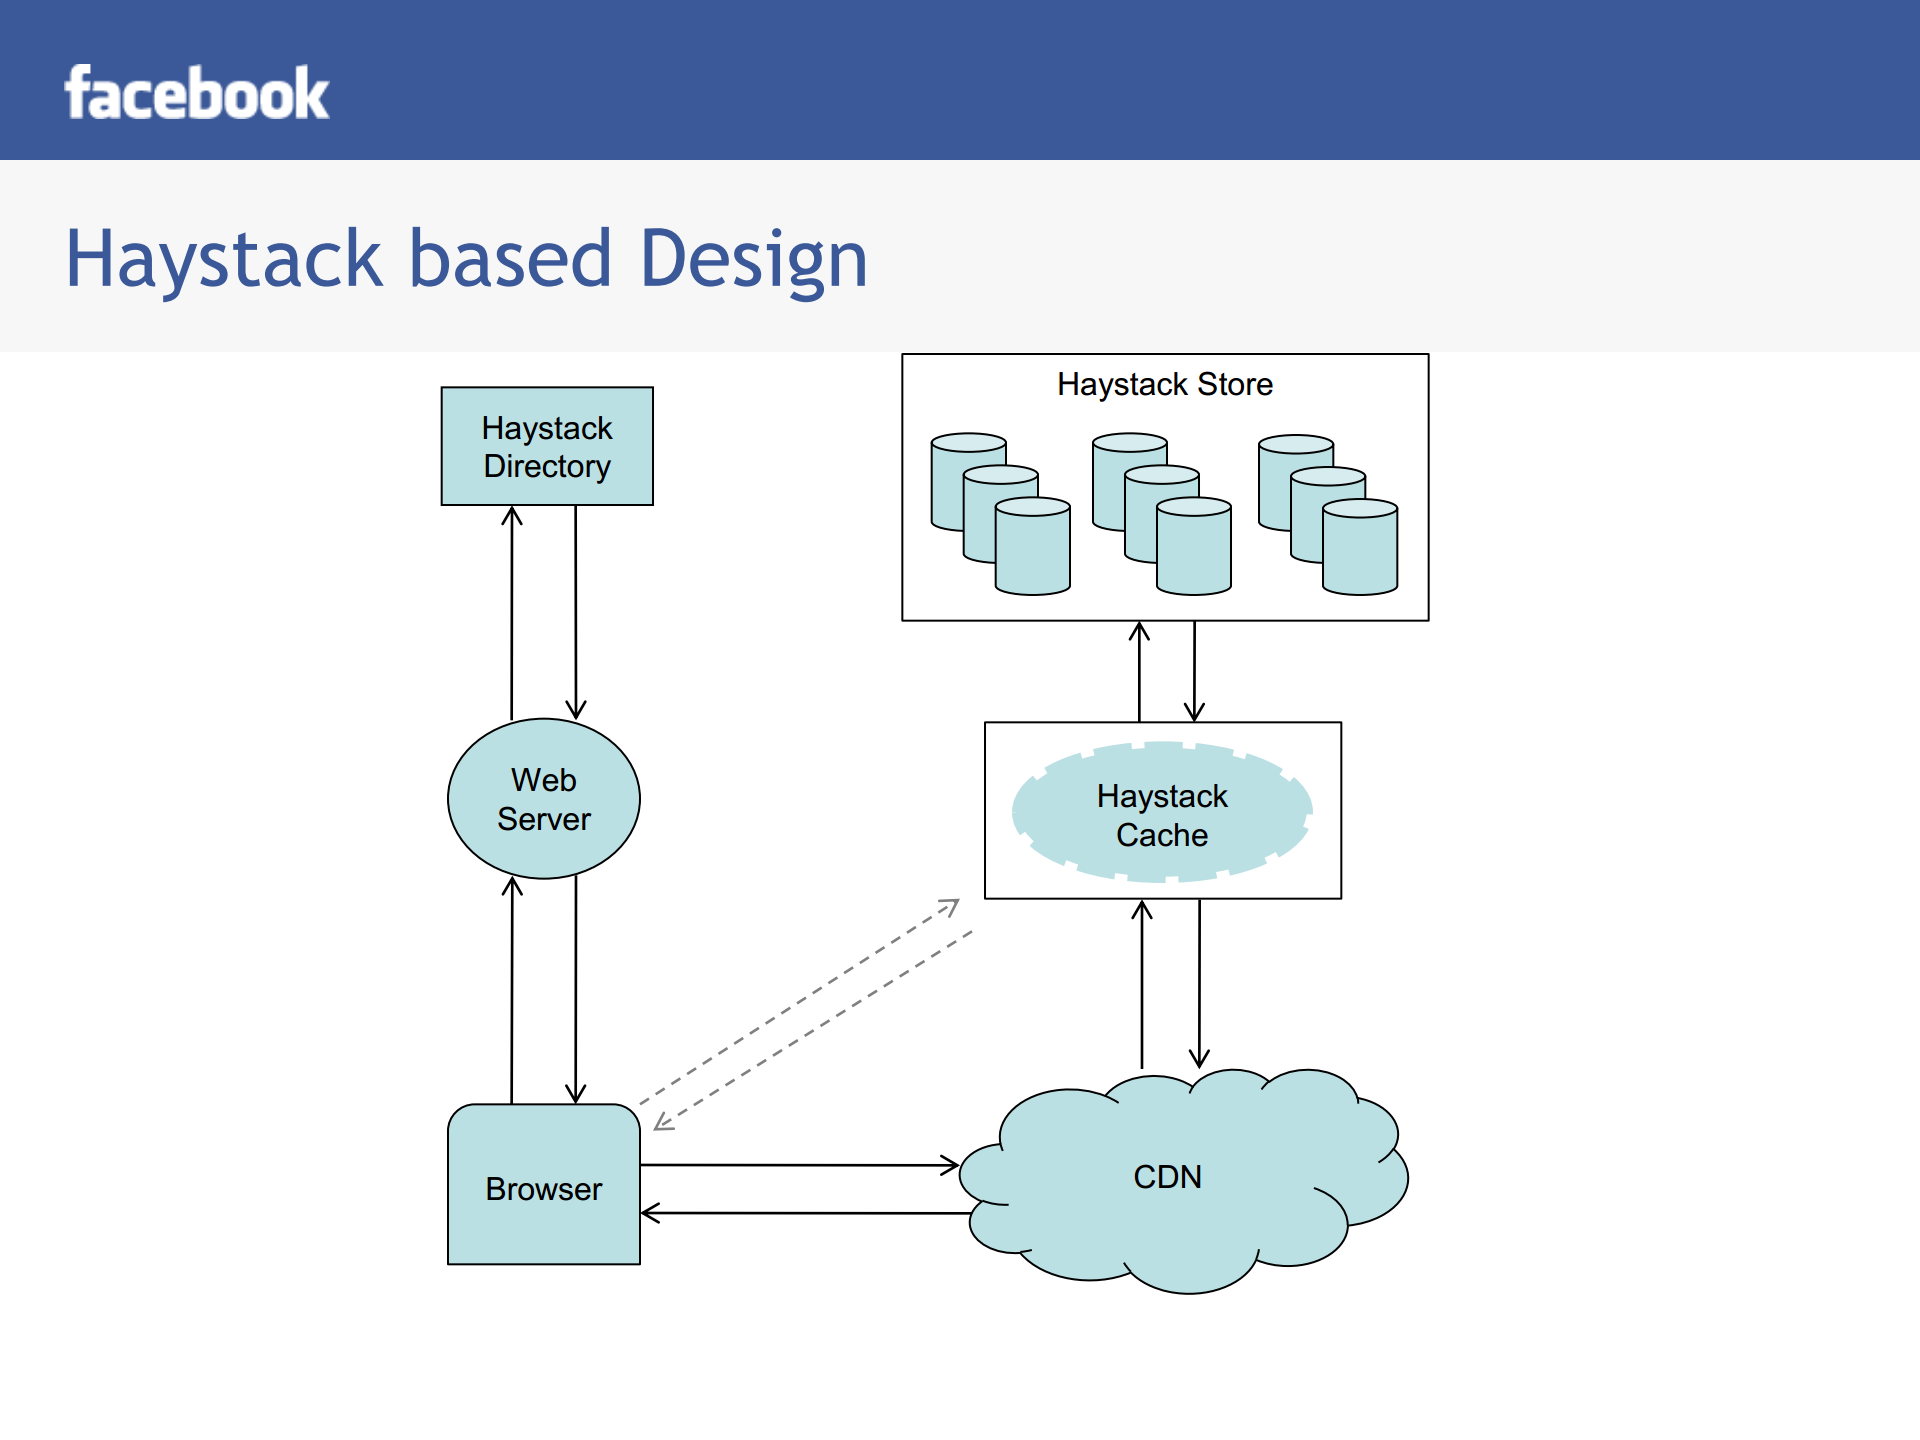 facebook
Haystack based Design
Haystack
Directory
Haystack Store
Web
Server
Haystack
Cache
Browser
CDN